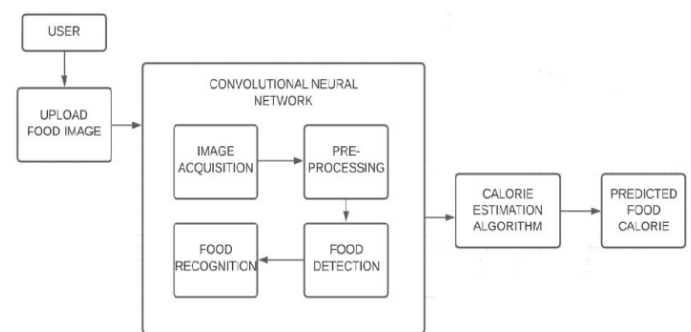 USER
UPLOAD
FOOD IMAGE
CONVOLUTIONAL NEURAL
NETWORK
IMAGE
ACQUISITION
PRE-
PROCESSING
FOOD
RECOGNITION
FOOD
DETECTION
CALORIE
ESTIMATION
ALGORITHM
PREDICTED
FOOD
CALORIE